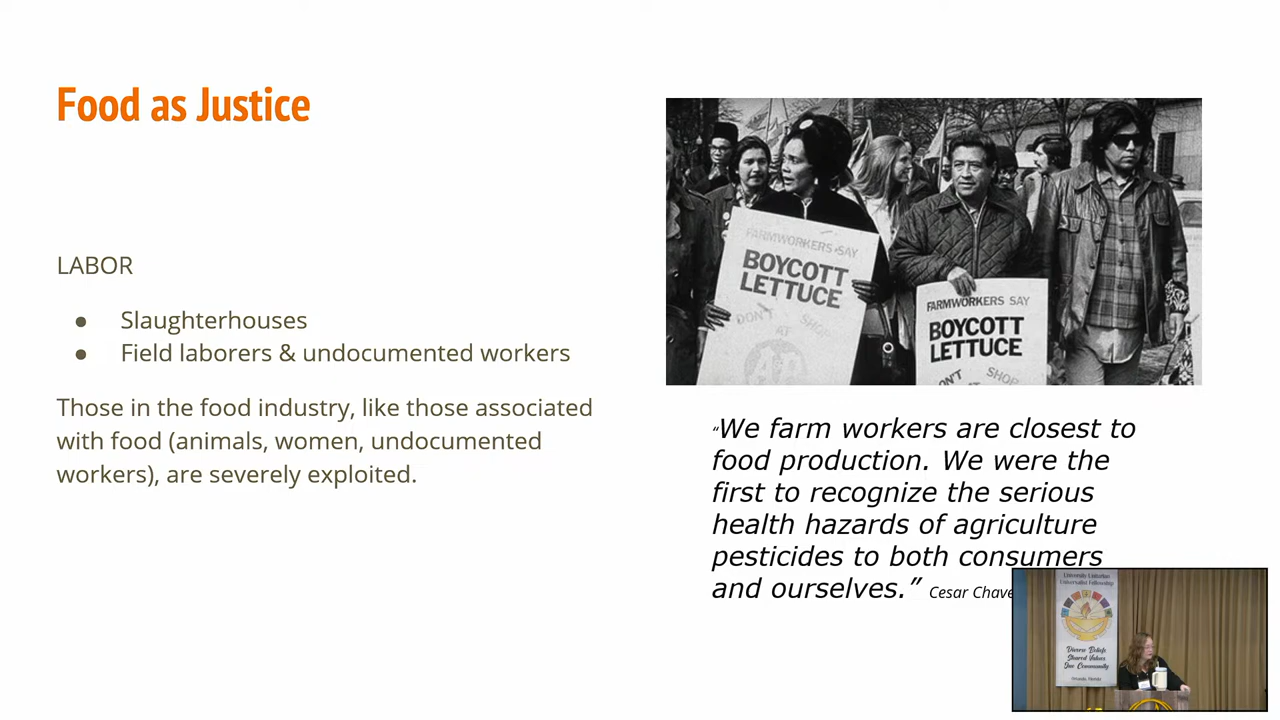 Food as Justice
LABOR
● Slaughterhouses
● Field laborers & undocumented workers
Those in the food industry, like those associated
with food (animals, women, undocumented
workers), are severely exploited.
FARMWORKERS SAY
BOYCOTT
LETTUCE
DON'T SHOP
AT
A&P
FARMWORKERS SAY
BOYCOTT
LETTUCE
DON'T SHOP
“We farm workers are closest to
food production. We were the
first to recognize the serious
health hazards of agriculture
pesticides to both consumers
and ourselves.” Cesar Chave
University Unitarian
Universalist Fellowship
Diverse Beliefs
Shared Values
One Community
Orlando, Florida